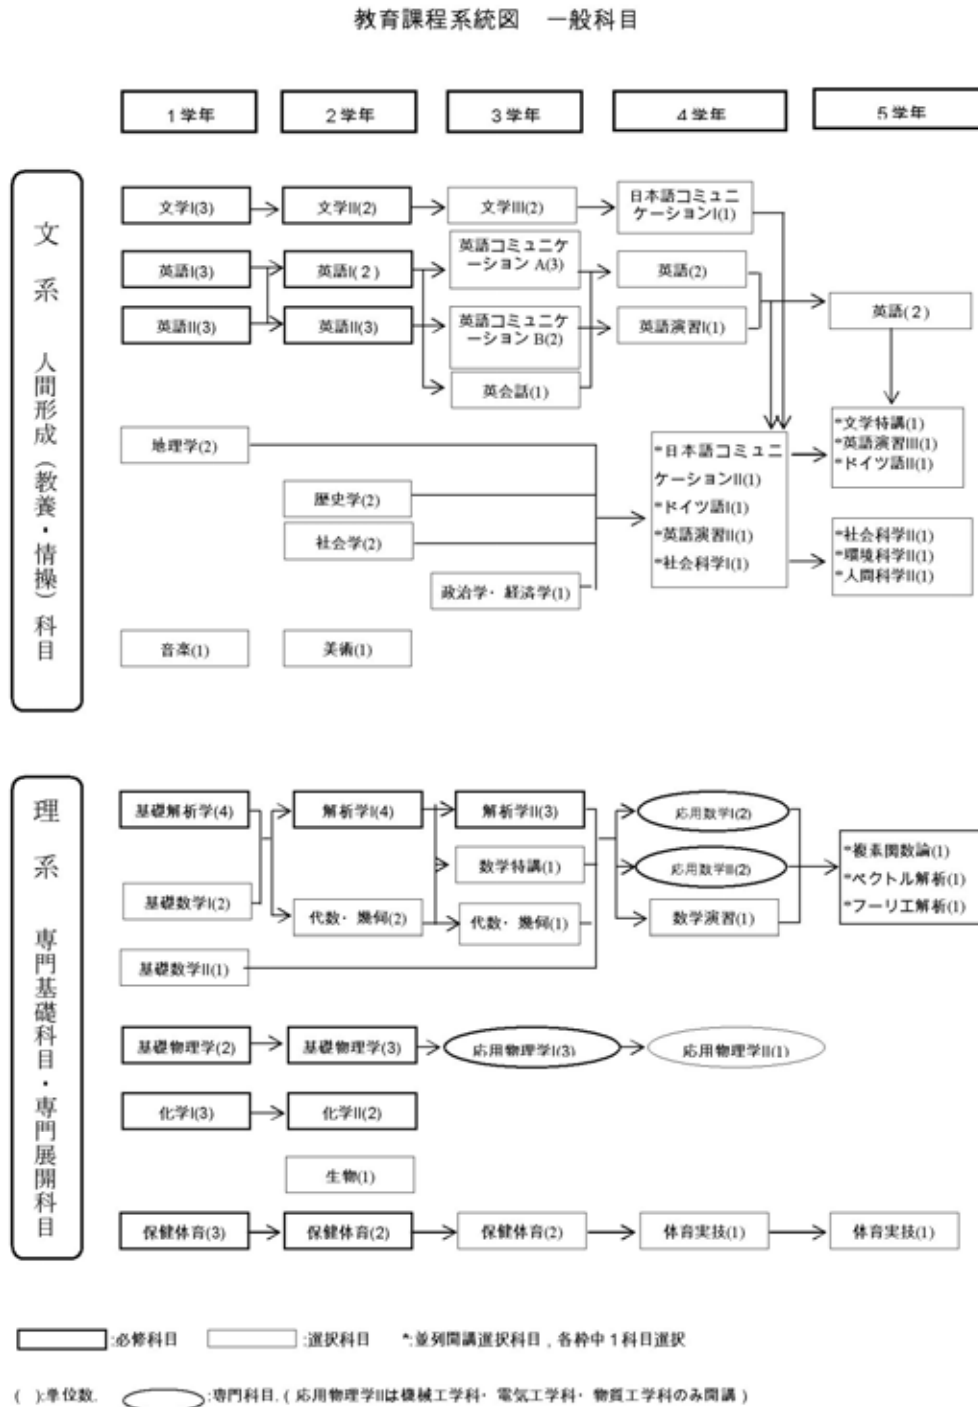 教育課程系統図　一般科目
1学年
2学年
3学年
4学年
5学年
文　系　人間形成（教養・情操）科目
文学I(3)
文学II(2)
文学III(2)
日本語コミュニ
ケーションI(1)
英語I(3)
英語I(２)
英語コミュニケ
ーション A(3)
英語(2)
英語II(3)
英語II(3)
英語コミュニケ
ーション B(2)
英語演習I(1)
英語(２)
英会話(1)
地理学(2)
歴史学(2)
社会学(2)
政治学・経済学(1)
*日本語コミュニ
ケーションII(1)
*ドイツ語I(1)
*英語演習II(1)
*社会科学I(1)
*文学特講(1)
*英語演習III(1)
*ドイツ語II(1)
*社会科学II(1)
*環境科学II(1)
*人間科学II(1)
音楽(1)
美術(1)
理　系　専門基礎科目・専門展開科目
基礎解析学(4)
解析学I(4)
解析学II(3)
応用数学I(2)
数学特講(1)
応用数学II(2)
基礎数学I(2)
代数・幾何(2)
代数・幾何(1)
数学演習(1)
*複素関数論(1)
*ベクトル解析(1)
*フーリエ解析(1)
基礎数学II(1)
基礎物理学(2)
基礎物理学(3)
応用物理学I(3)
応用物理学II(1)
化学I(3)
化学II(2)
生物(1)
保健体育(3)
保健体育(2)
保健体育(2)
体育実技(1)
体育実技(1)
:必修科目
:選択科目
*:並列開講選択科目，各枠中１科目選択
(　):単位数.
:専門科目.（応用物理学IIは機械工学科・電気工学科・物質工学科のみ開講）